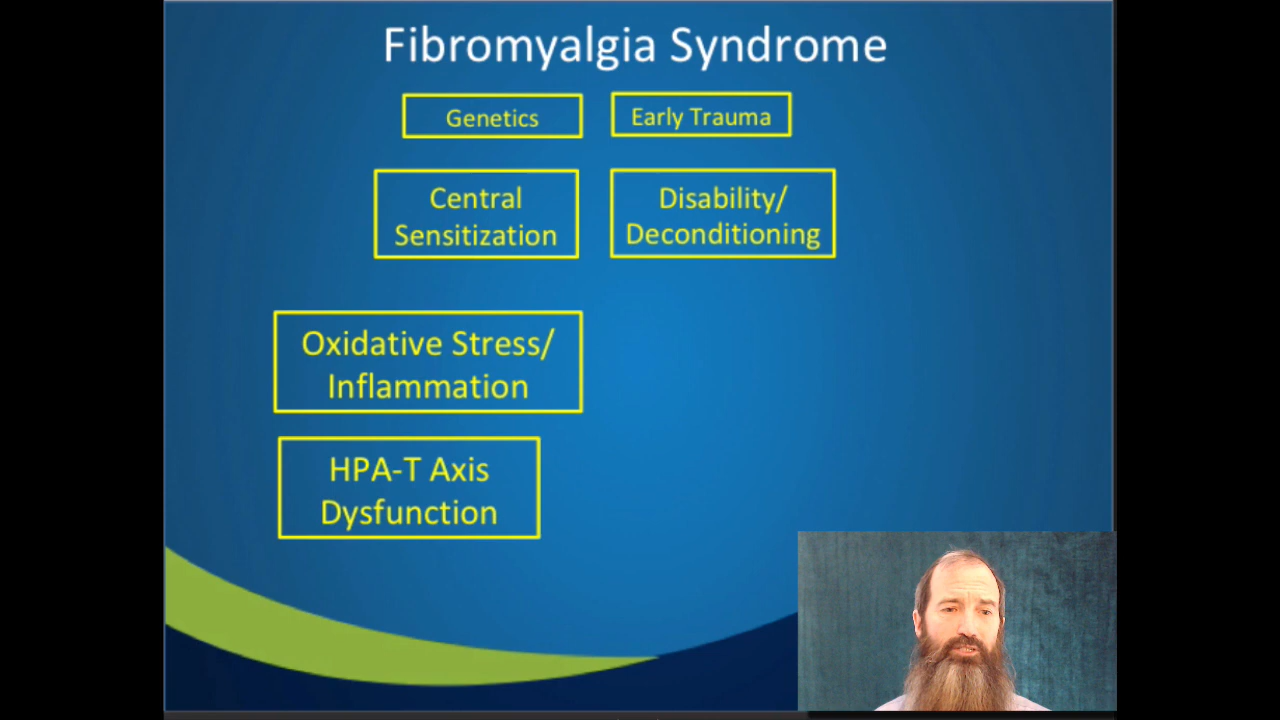 Fibromyalgia Syndrome
Genetics
Early Trauma
Central
Sensitization
Disability/
Deconditioning
Oxidative Stress/
Inflammation
HPA-T Axis
Dysfunction